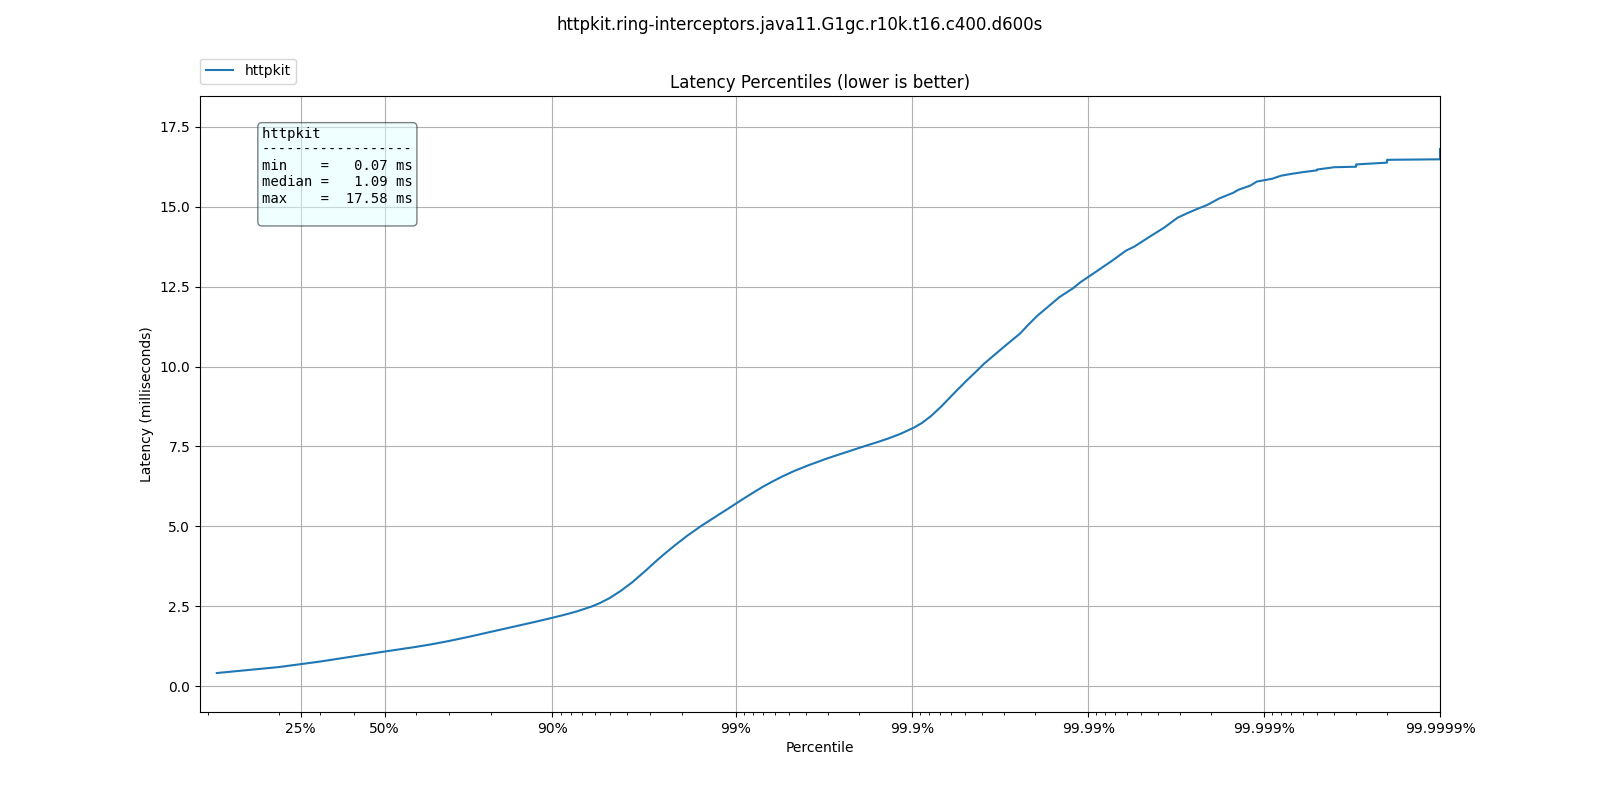 httpkit.ring-interceptors.java11.G1gc.r10k.t16.c400.d600s
httpkit
Latency Percentiles (lower is better)
17.5
15.0
12.5
10.0
7.5
5.0
2.5
0.0
Latency (milliseconds)
httpkit
------------------
min    =   0.07 ms
median =   1.09 ms
max    =  17.58 ms
25% 50% 90% 99% 99.9% 99.99% 99.999% 99.9999%
Percentile